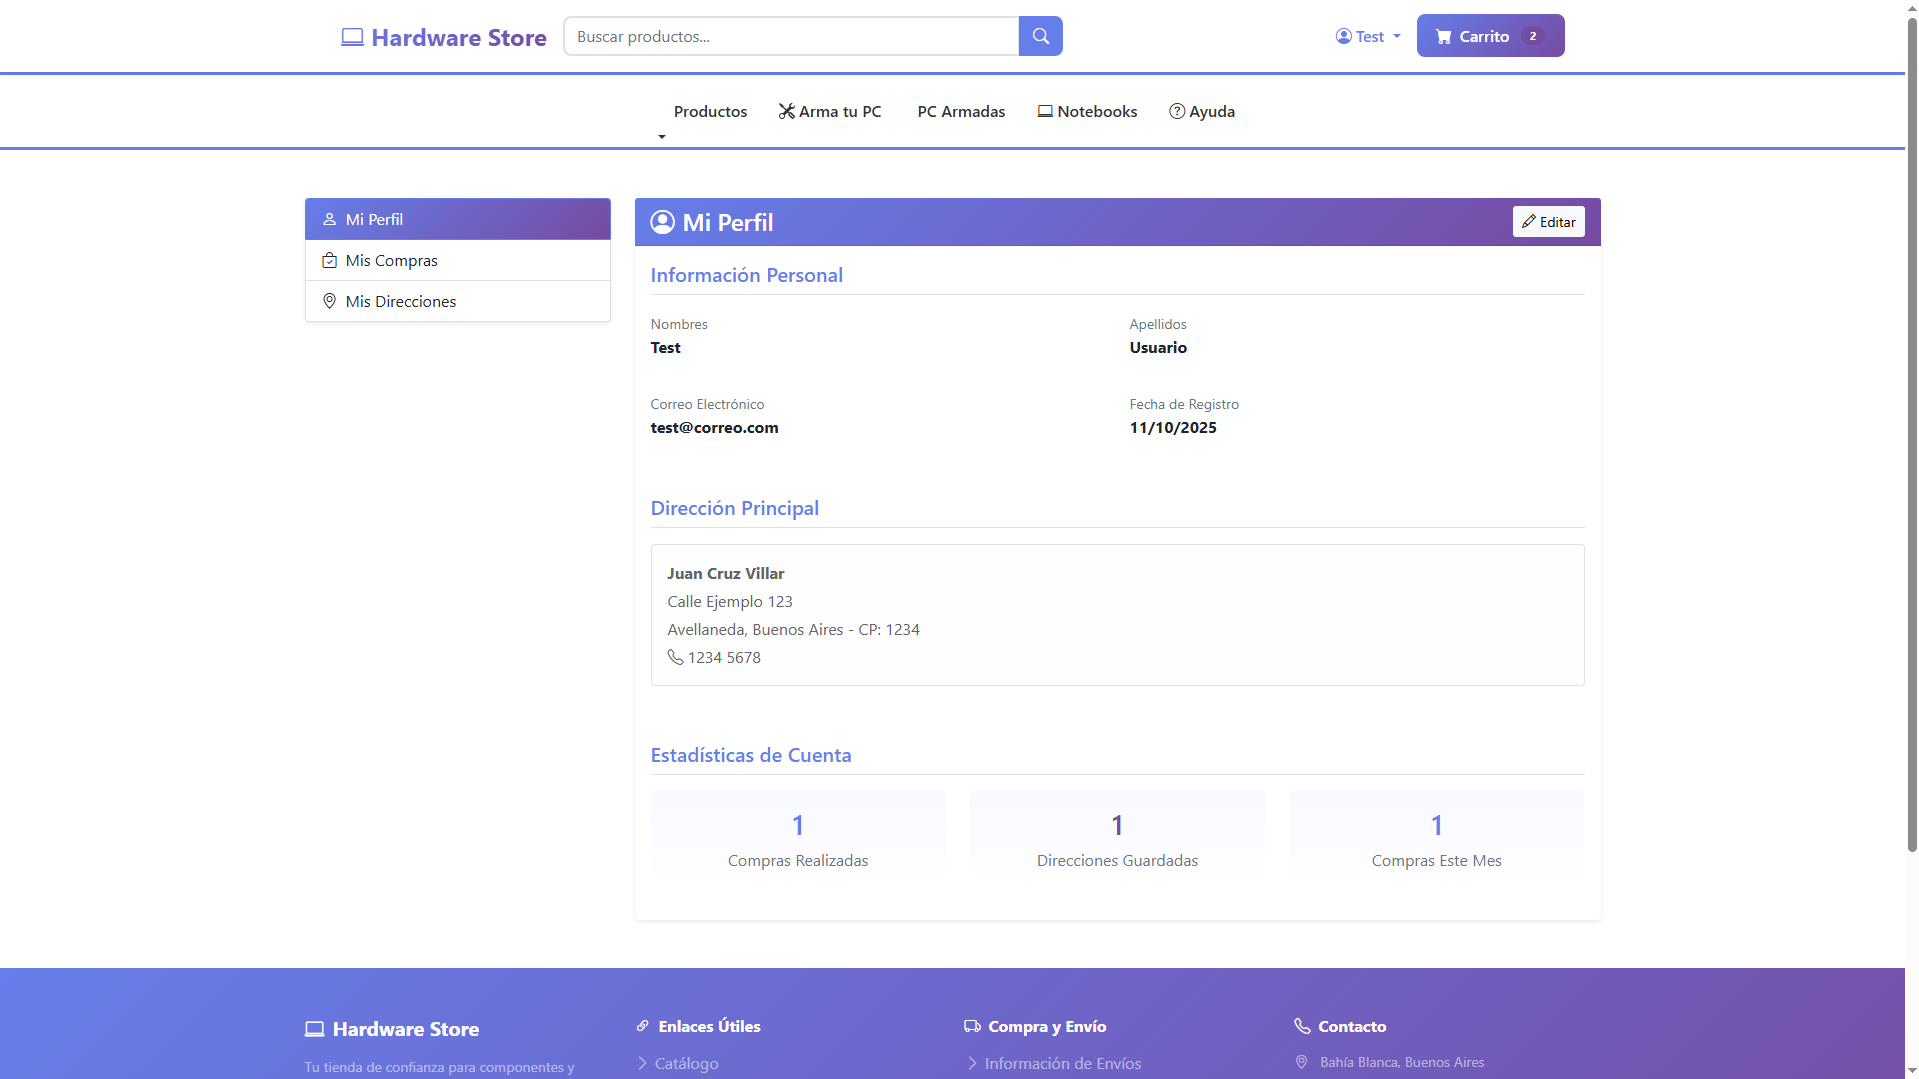 Hardware Store
Buscar productos...
Test
Carrito 2
Productos
Arma tu PC
PC Armadas
Notebooks
Ayuda
Mi Perfil
Mis Compras
Mis Direcciones
Mi Perfil
Editar
Información Personal
Nombres
Test
Apellidos
Usuario
Correo Electrónico
test@correo.com
Fecha de Registro
11/10/2025
Dirección Principal
Juan Cruz Villar
Calle Ejemplo 123
Avellaneda, Buenos Aires - CP: 1234
1234 5678
Estadísticas de Cuenta
1
Compras Realizadas
1
Direcciones Guardadas
1
Compras Este Mes
Hardware Store
Tu tienda de confianza para componentes y
Enlaces Útiles
Catálogo
Compra y Envío
Información de Envíos
Contacto
Bahía Blanca, Buenos Aires